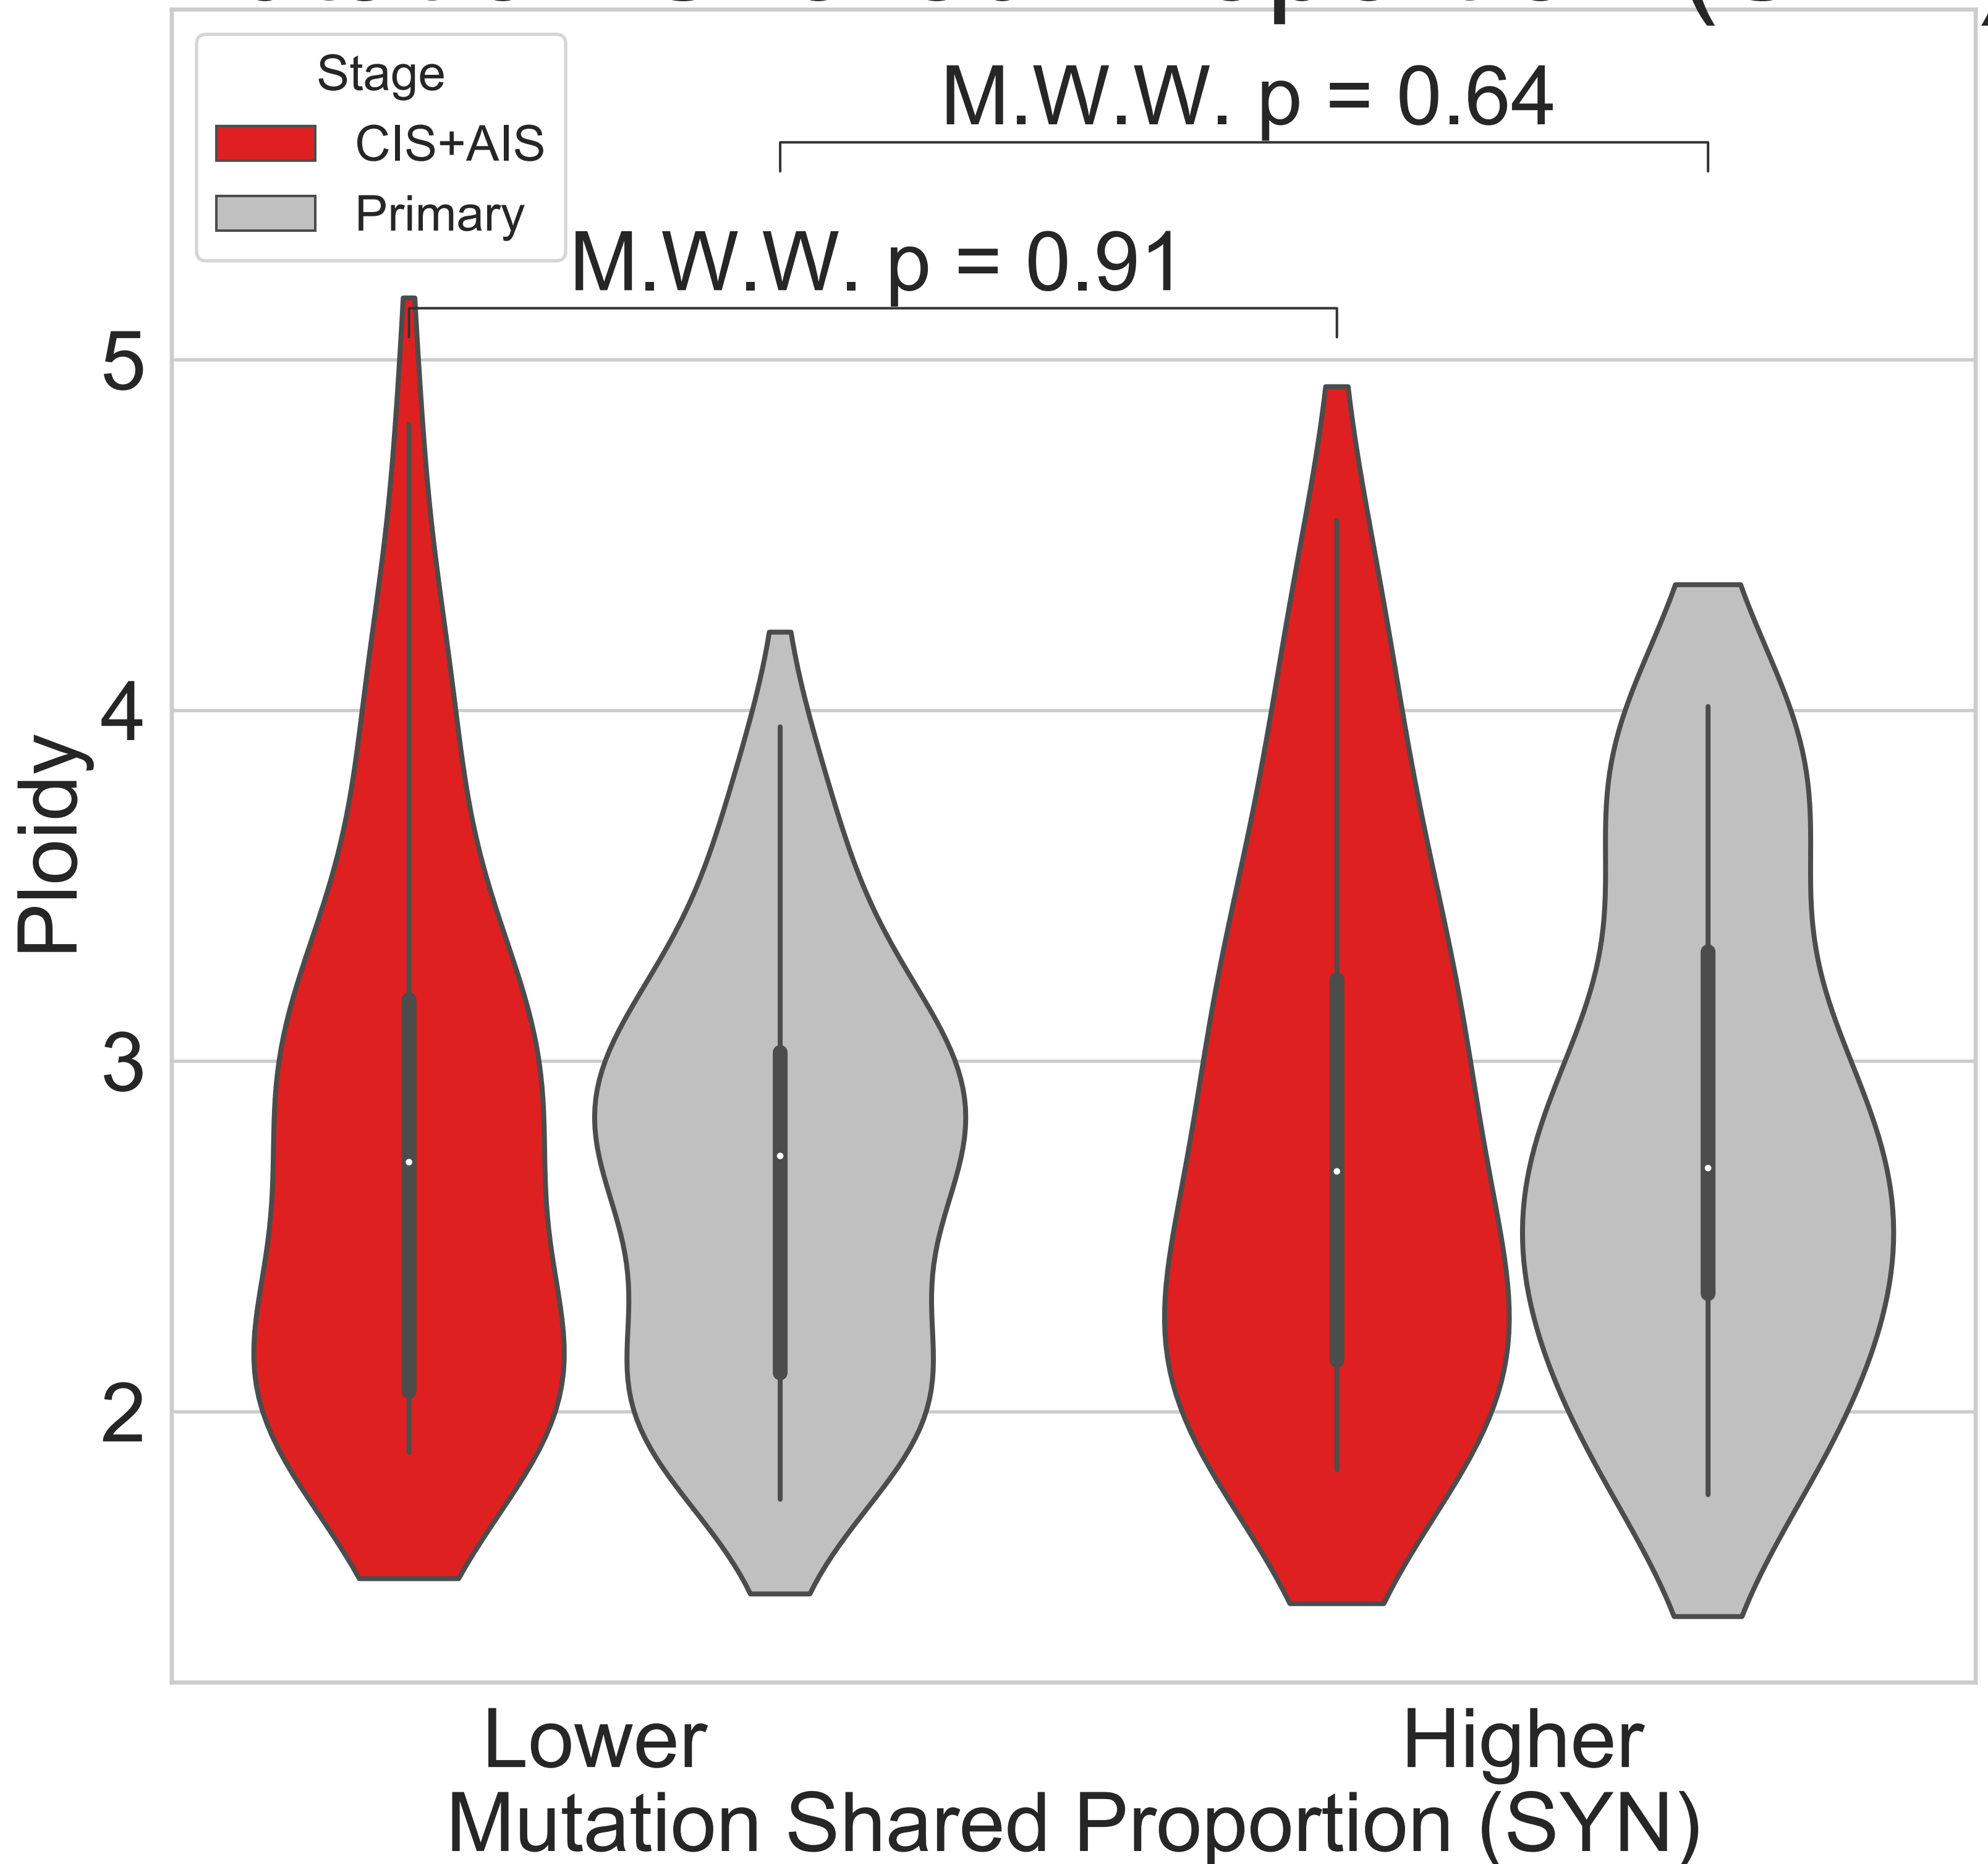 Stage
CIS+AIS
Primary
M.W.W. p = 0.64
M.W.W. p = 0.91
5
4
3
2
Ploidy
Lower
Higher
Mutation Shared Proportion (SYN)